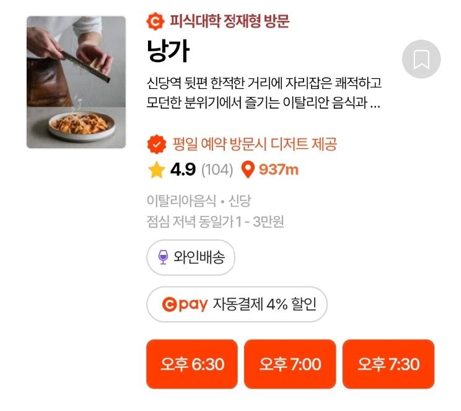 피식대학 정재형 방문
낭가
신당역 뒷편 한적한 거리에 자리잡은 쾌적하고
모던한 분위기에서 즐기는 이탈리안 음식과 ...
평일 예약 방문시 디저트 제공
4.9 (104) 937m
이탈리아음식 • 신당
점심 저녁 동일가 1 - 3만원
와인배송
pay 자동결제 4% 할인
오후 6:30 오후 7:00 오후 7:30